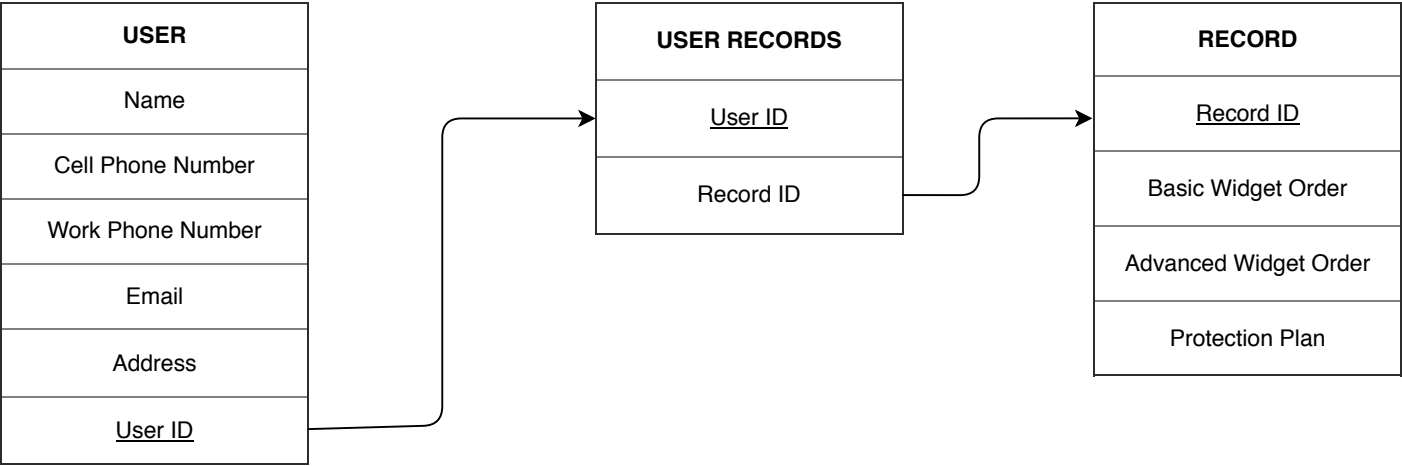 USER
Name
Cell Phone Number
Work Phone Number
Email
Address
User ID
USER RECORDS
User ID
Record ID
RECORD
Record ID
Basic Widget Order
Advanced Widget Order
Protection Plan